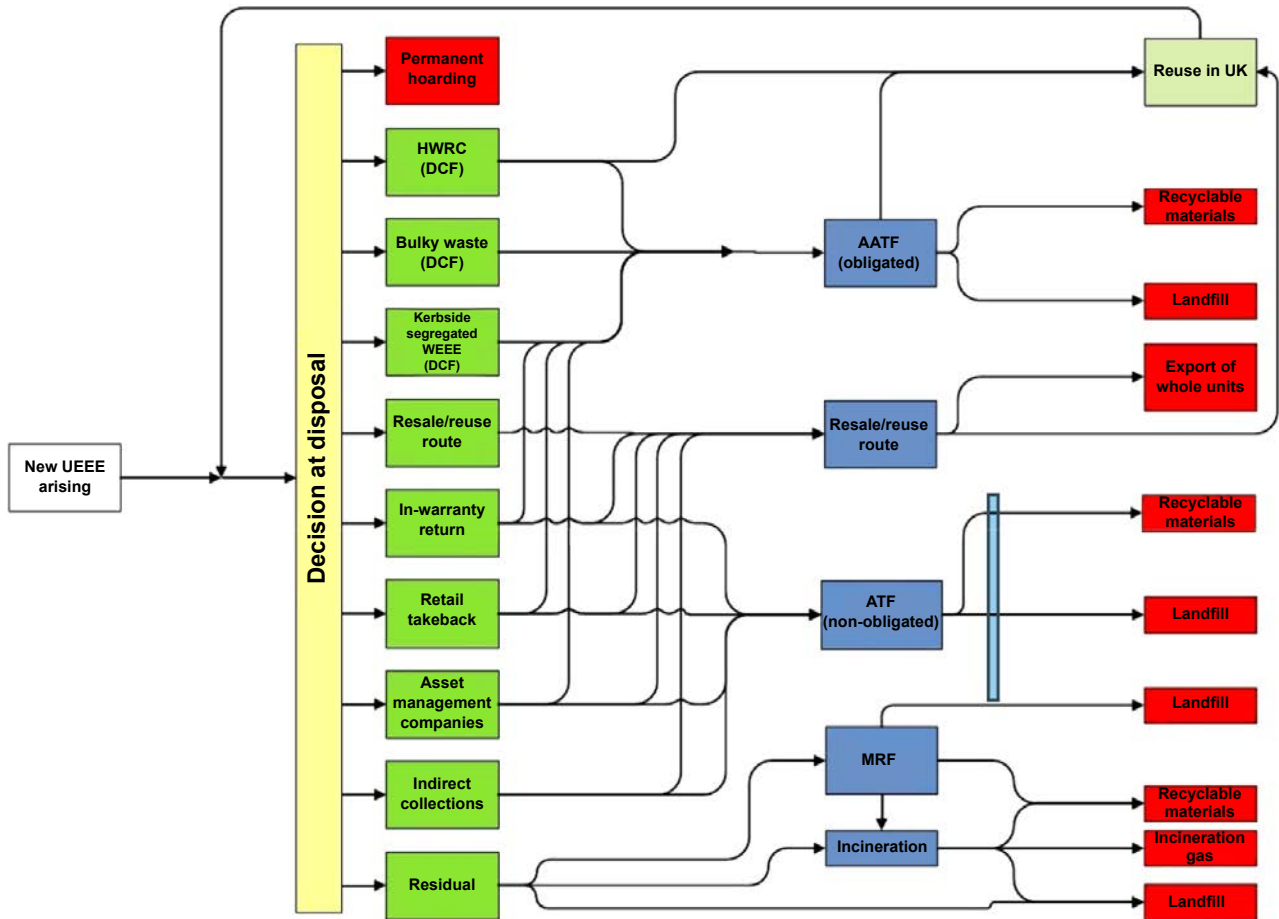 Permanent
hoarding
Reuse in UK
HWRC
(DCF)
Recyclable
materials
Bulky waste
(DCF)
AATF
(obligated)
Landfill
Kerbside
segregated
WEEE
(DCF)
Export of
whole units
Decision at disposal
Resale/reuse
route
Resale/reuse
route
New UEEE
arising
In-warranty
return
Recyclable
materials
Retail
takeback
ATF
(non-obligated)
Landfill
Asset
management
companies
Landfill
MRF
Indirect
collections
Recyclable
materials
Incineration
Incineration
gas
Residual
Landfill